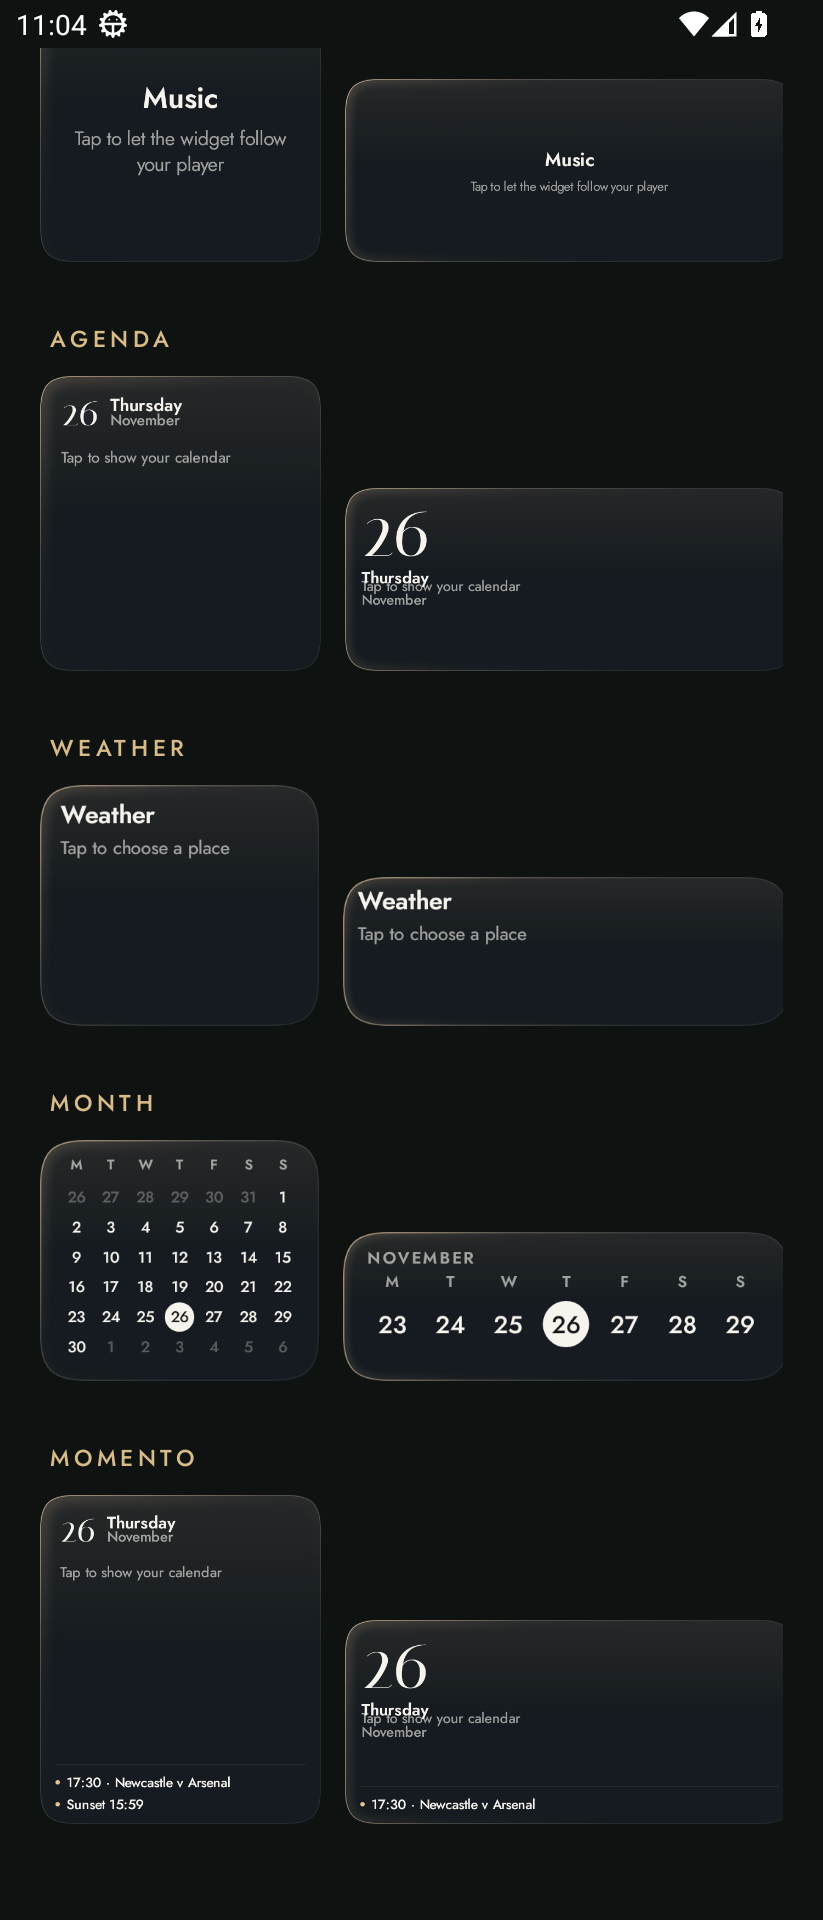 11:04
Music
Tap to let the widget follow
your player
Music
Tap to let the widget follow your player
AGENDA
26 Thursday
November
Tap to show your calendar
26
Thursday
Tap to show your calendar
November
WEATHER
Weather
Tap to choose a place
Weather
Tap to choose a place
MONTH
M T W T F S S
26 27 28 29 30 31 1
2 3 4 5 6 7 8
9 10 11 12 13 14 15
16 17 18 19 20 21 22
23 24 25 26 27 28 29
30 1 2 3 4 5 6
NOVEMBER
M T W T F S S
23 24 25 26 27 28 29
MOMENTO
26 Thursday
November
Tap to show your calendar
• 17:30 · Newcastle v Arsenal
• Sunset 15:59
26
Thursday
Tap to show your calendar
November
• 17:30 · Newcastle v Arsenal